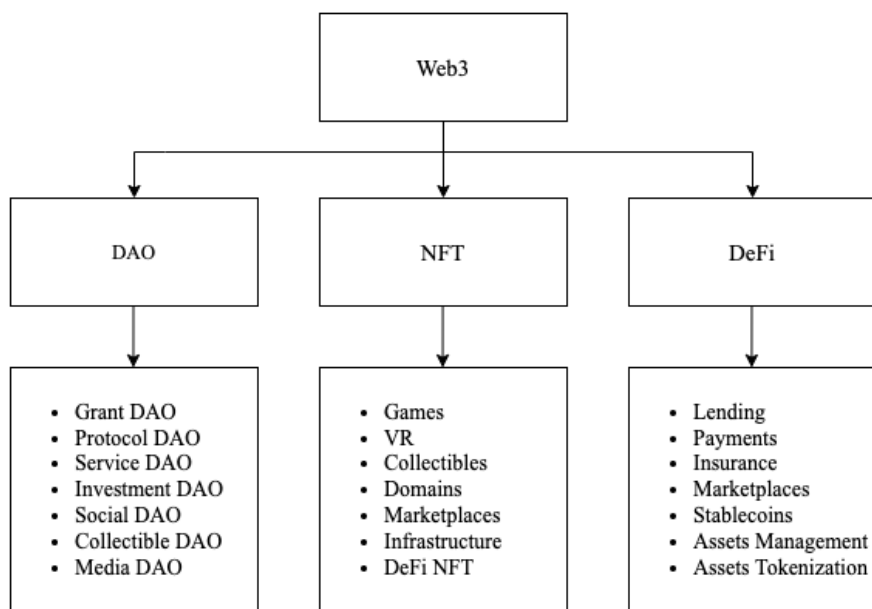 Web3
DAO
NFT
DeFi
• Grant DAO
• Protocol DAO
• Service DAO
• Investment DAO
• Social DAO
• Collectible DAO
• Media DAO
• Games
• VR
• Collectibles
• Domains
• Marketplaces
• Infrastructure
• DeFi NFT
• Lending
• Payments
• Insurance
• Marketplaces
• Stablecoins
• Assets Management
• Assets Tokenization